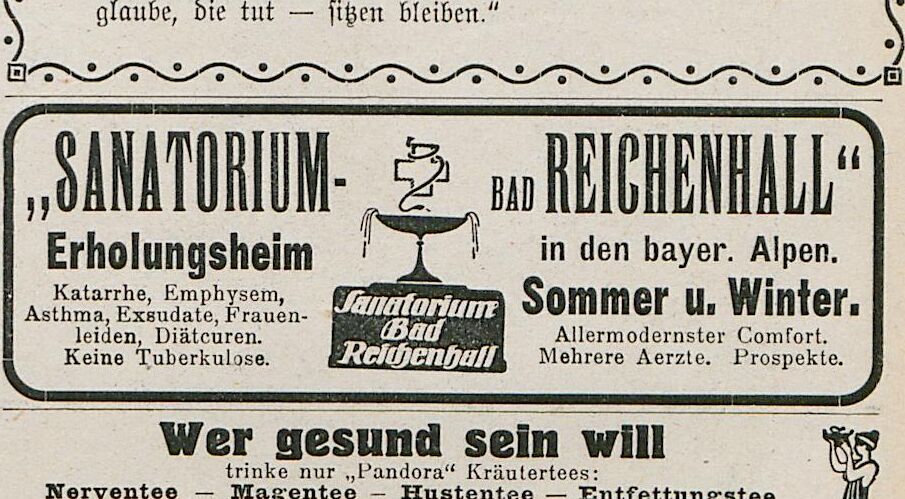 glaube, die tut — sitzen bleiben.“
„SANATORIUM-
BAD REICHENHALL“
Erholungsheim
in den bayer. Alpen.
Katarrhe, Emphysem,
Asthma, Exsudate, Frauen-
leiden, Diätcuren.
Keine Tuberkulose.
Sanatorium
Bad
Reichenhall
Sommer u. Winter.
Allermodernster Comfort.
Mehrere Aerzte. Prospekte.
Wer gesund sein will
trinke nur „Pandora“ Kräutertees:
Nerventee — Magentee — Hustentee — Entfettungstee